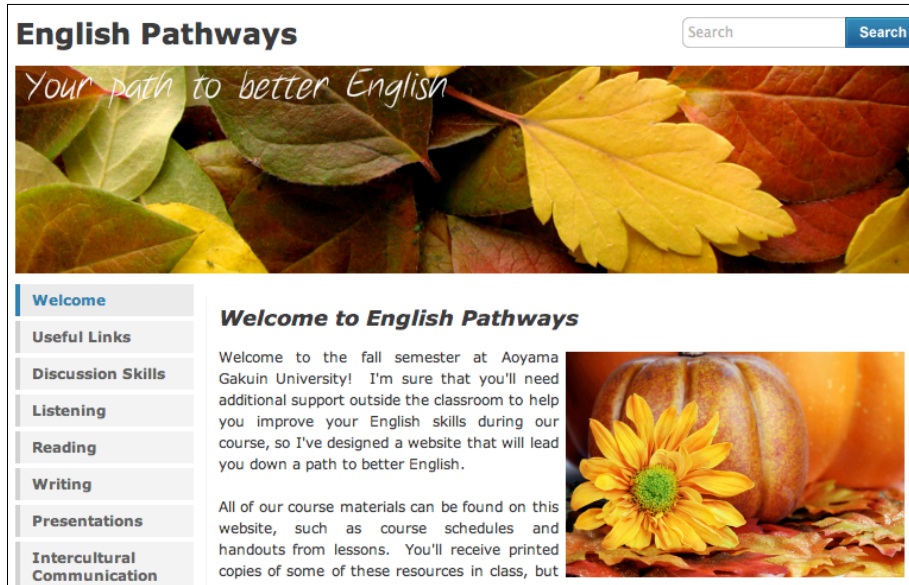 English Pathways
Search
Search
Your path to better English
Welcome
Useful Links
Discussion Skills
Listening
Reading
Writing
Presentations
Intercultural
Communication
Welcome to English Pathways
Welcome to the fall semester at Aoyama
Gakuin University! I'm sure that you'll need
additional support outside the classroom to help
you improve your English skills during our
course, so I've designed a website that will lead
you down a path to better English.
All of our course materials can be found on this
website, such as course schedules and
handouts from lessons. You'll receive printed
copies of some of these resources in class, but